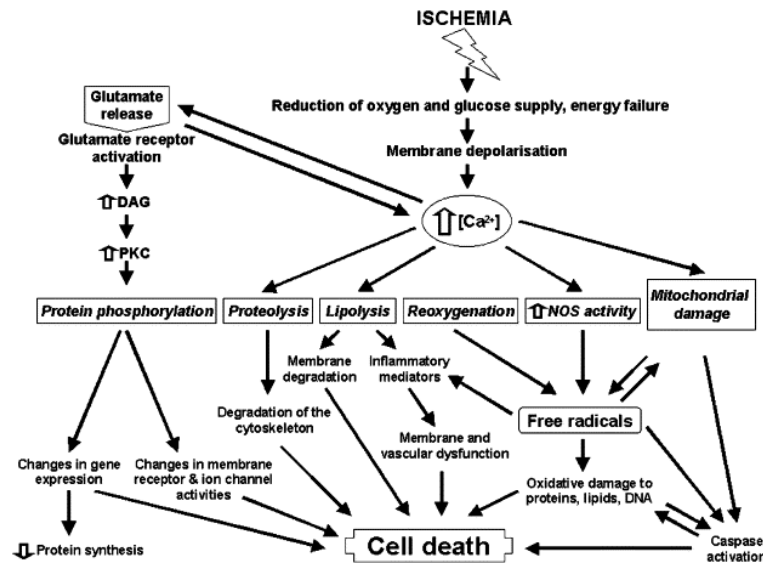 ISCHEMIA
Glutamate
release
Reduction of oxygen and glucose supply, energy failure
Glutamate receptor
activation
Membrane depolarisation
⇧DAG
⇧[Ca²⁺]
⇧PKC
Protein phosphorylation
Proteolysis
Lipolysis
Reoxygenation
⇧NOS activity
Mitochondrial
damage
Membrane
degradation
Inflammatory
mediators
Degradation of the
cytoskeleton
Free radicals
Membrane and
vascular dysfunction
Changes in gene
expression
Changes in membrane
receptor & ion channel
activities
Oxidative damage to
proteins, lipids, DNA
⇩Protein synthesis
Cell death
Caspase
activation